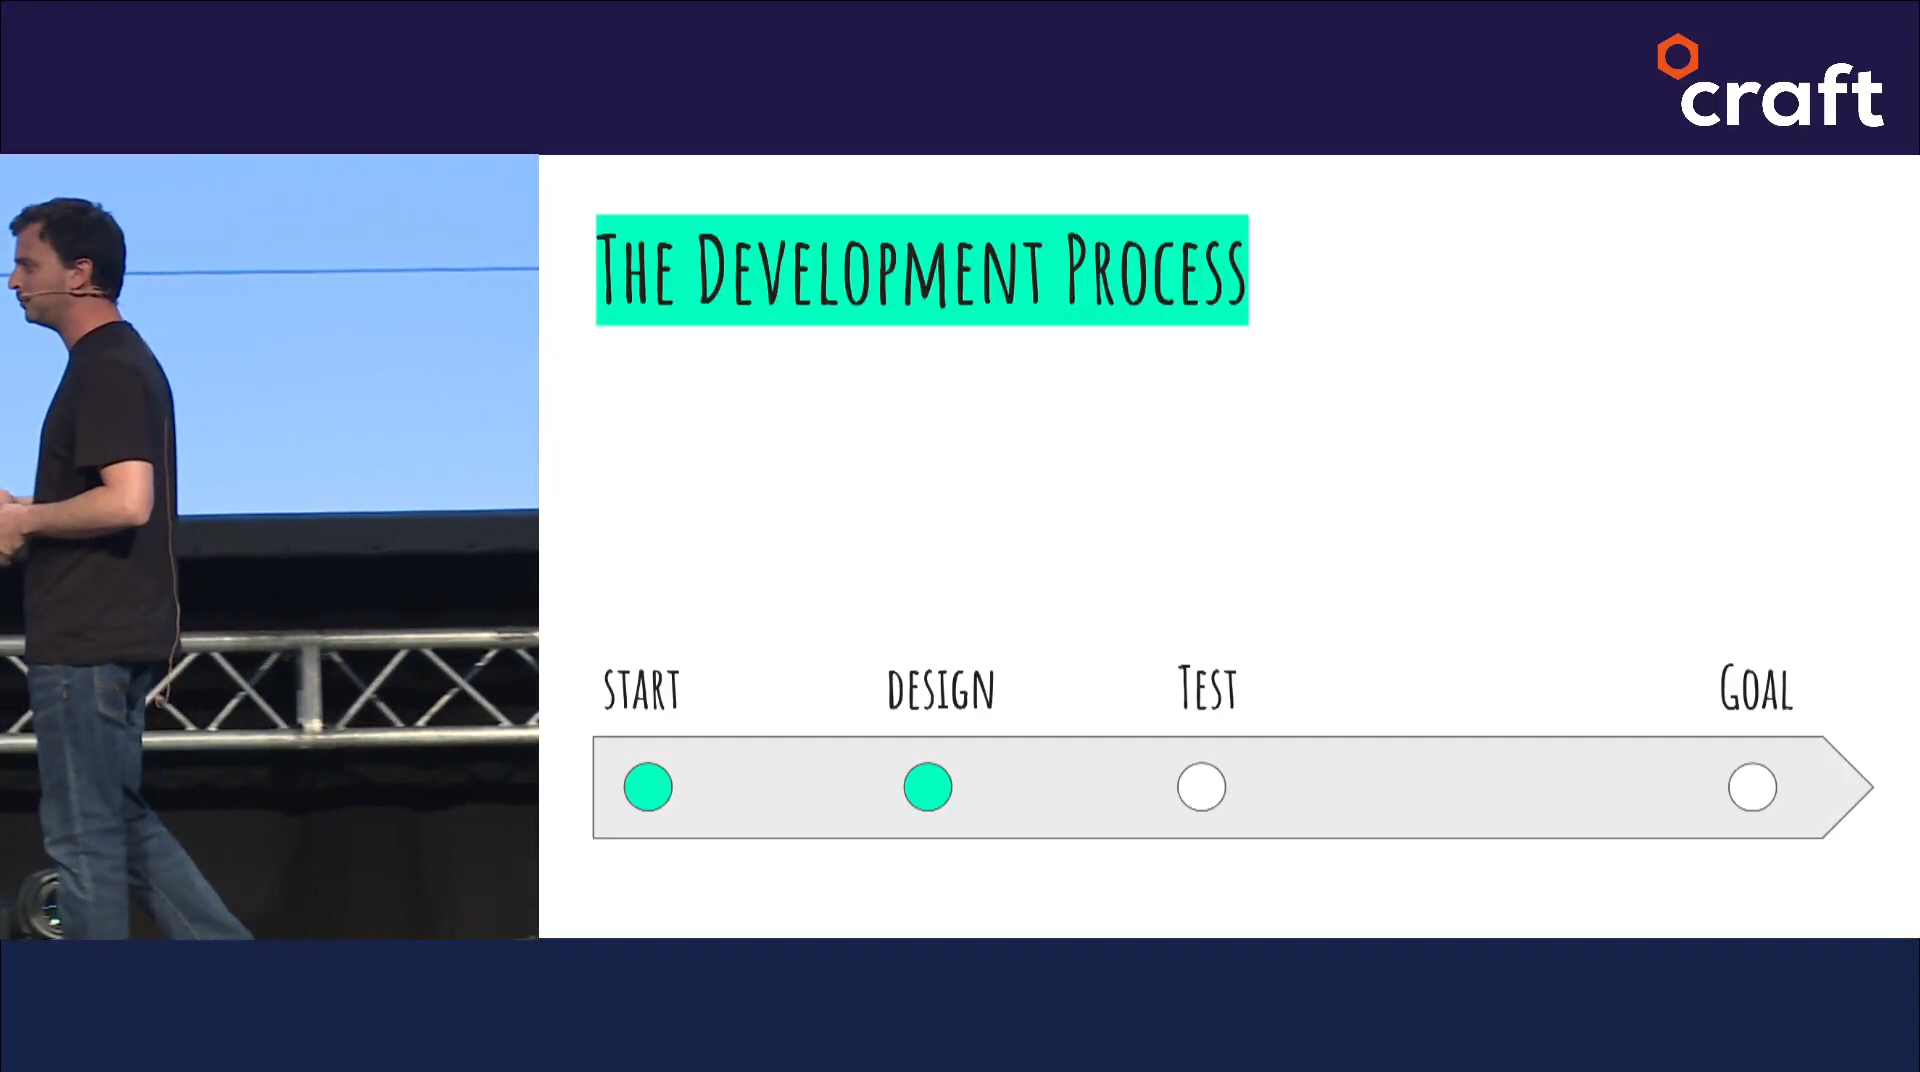 craft
The Development Process
START
DESIGN
TEST
GOAL